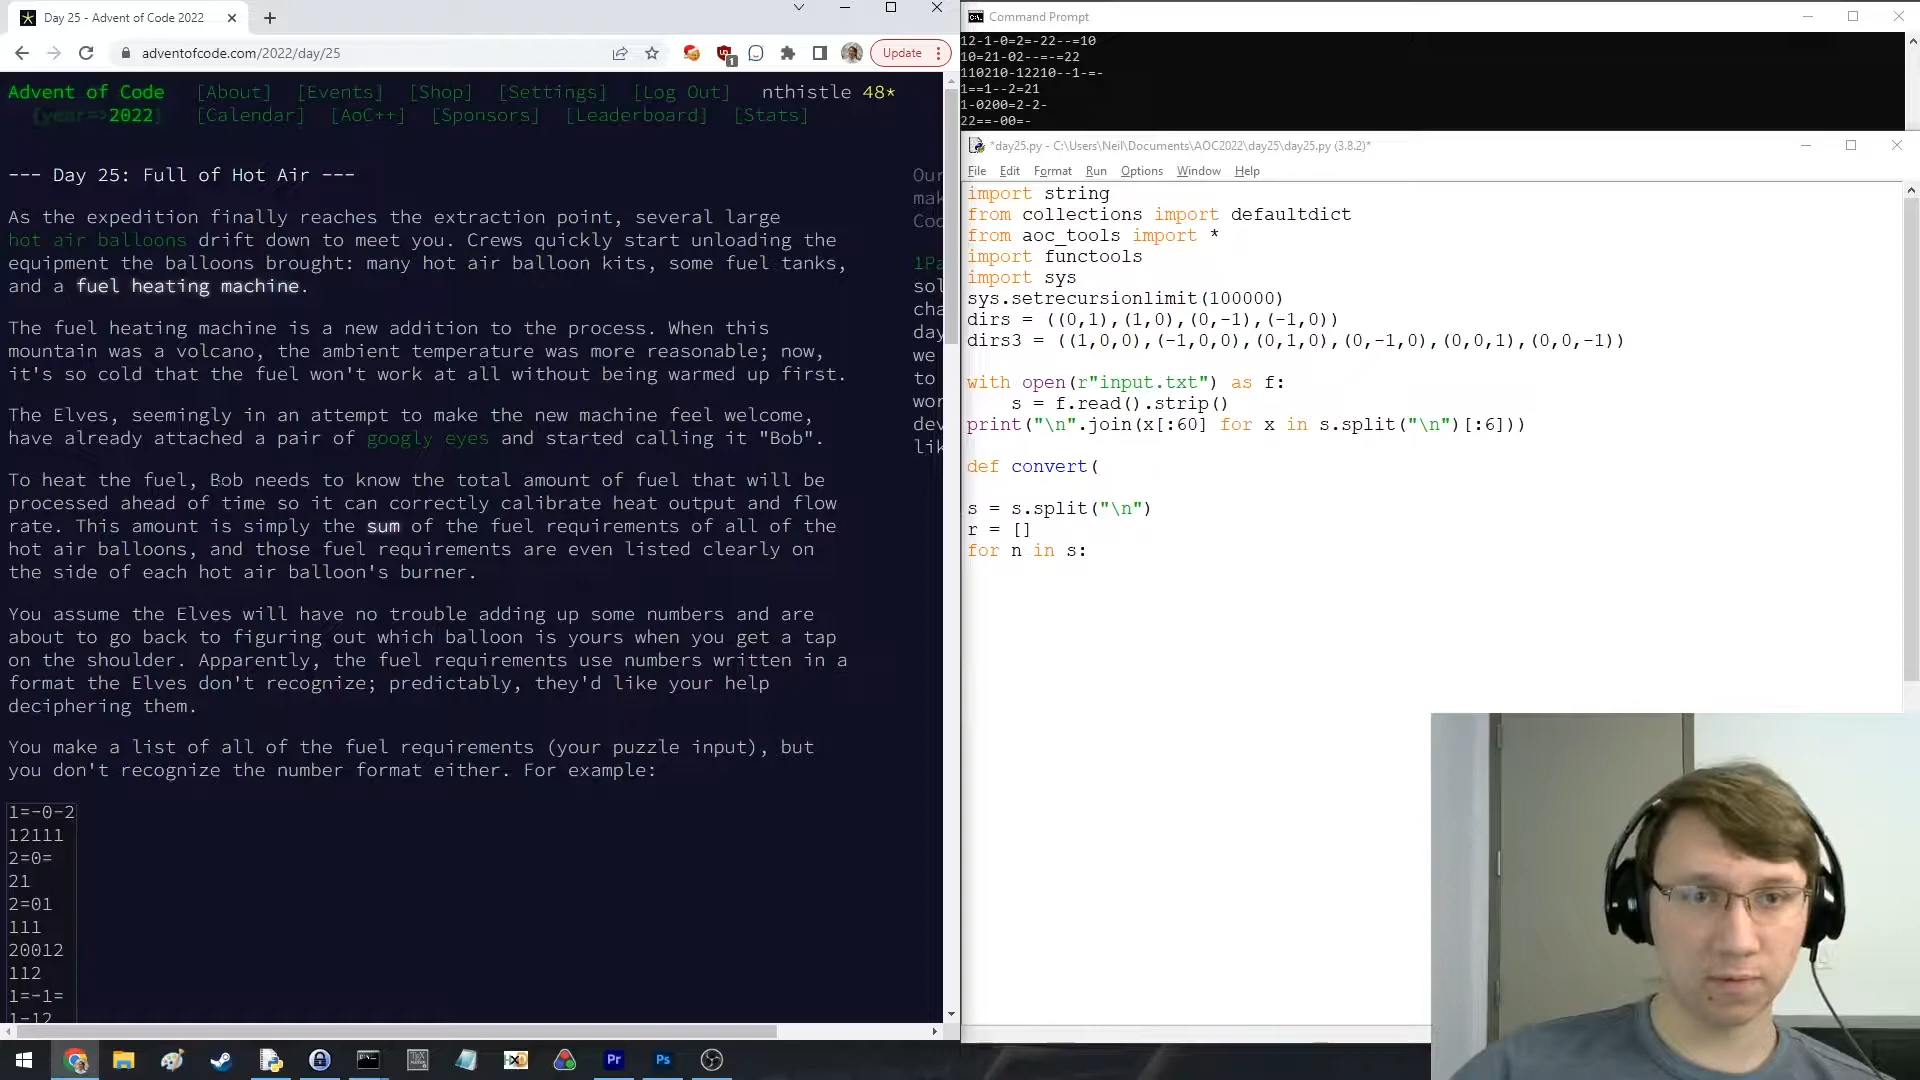 Day 25 - Advent of Code 2022
adventofcode.com/2022/day/25
Update
1
Advent of Code [About] [Events] [Shop] [Settings] [Log Out] nthistle 48*
{year=>2022} [Calendar] [AoC++] [Sponsors] [Leaderboard] [Stats]
--- Day 25: Full of Hot Air ---
As the expedition finally reaches the extraction point, several large
hot air balloons drift down to meet you. Crews quickly start unloading the
equipment the balloons brought: many hot air balloon kits, some fuel tanks,
and a fuel heating machine.
The fuel heating machine is a new addition to the process. When this
mountain was a volcano, the ambient temperature was more reasonable; now,
it's so cold that the fuel won't work at all without being warmed up first.
The Elves, seemingly in an attempt to make the new machine feel welcome,
have already attached a pair of googly eyes and started calling it "Bob".
To heat the fuel, Bob needs to know the total amount of fuel that will be
processed ahead of time so it can correctly calibrate heat output and flow
rate. This amount is simply the sum of the fuel requirements of all of the
hot air balloons, and those fuel requirements are even listed clearly on
the side of each hot air balloon's burner.
You assume the Elves will have no trouble adding up some numbers and are
about to go back to figuring out which balloon is yours when you get a tap
on the shoulder. Apparently, the fuel requirements use numbers written in a
format the Elves don't recognize; predictably, they'd like your help
deciphering them.
You make a list of all of the fuel requirements (your puzzle input), but
you don't recognize the number format either. For example:
1=-0-2
12111
2=0=
21
2=01
111
20012
112
1=-1=
1-12
Our
mak
Cod
1Pa
sol
cha
day
we
to
wor
dev
lik
Command Prompt
12-1-0=2=-22--=10
10=21-02--=-=22
110210-12210--1-=-
1==1--2=21
1-0200=2-2-
22==-00=-
*day25.py - C:\Users\Neil\Documents\AOC2022\day25\day25.py (3.8.2)*
File Edit Format Run Options Window Help
import string
from collections import defaultdict
from aoc_tools import *
import functools
import sys
sys.setrecursionlimit(100000)
dirs = ((0,1),(1,0),(0,-1),(-1,0))
dirs3 = ((1,0,0),(-1,0,0),(0,1,0),(0,-1,0),(0,0,1),(0,0,-1))
with open(r"input.txt") as f:
s = f.read().strip()
print("\n".join(x[:60] for x in s.split("\n")[:6]))
def convert(
s = s.split("\n")
r = []
for n in s:
Pr
Ps